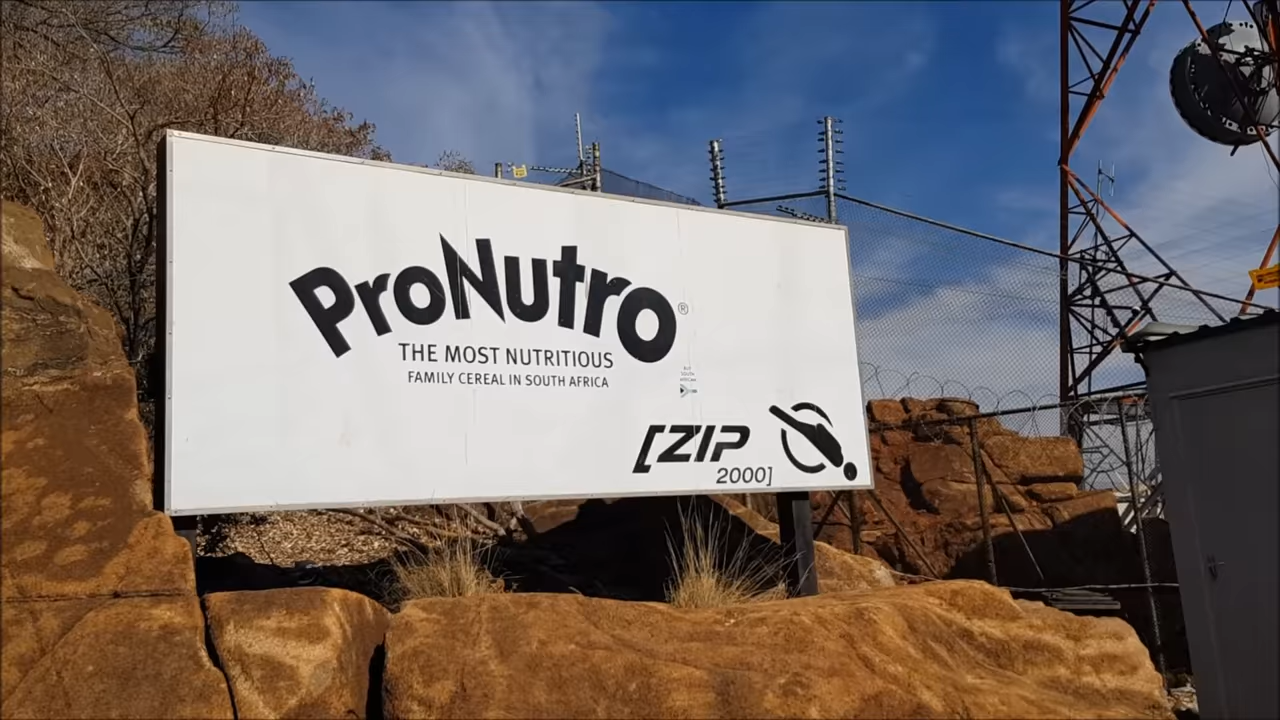 ProNutro®
THE MOST NUTRITIOUS
FAMILY CEREAL IN SOUTH AFRICA
[ZIP
2000]